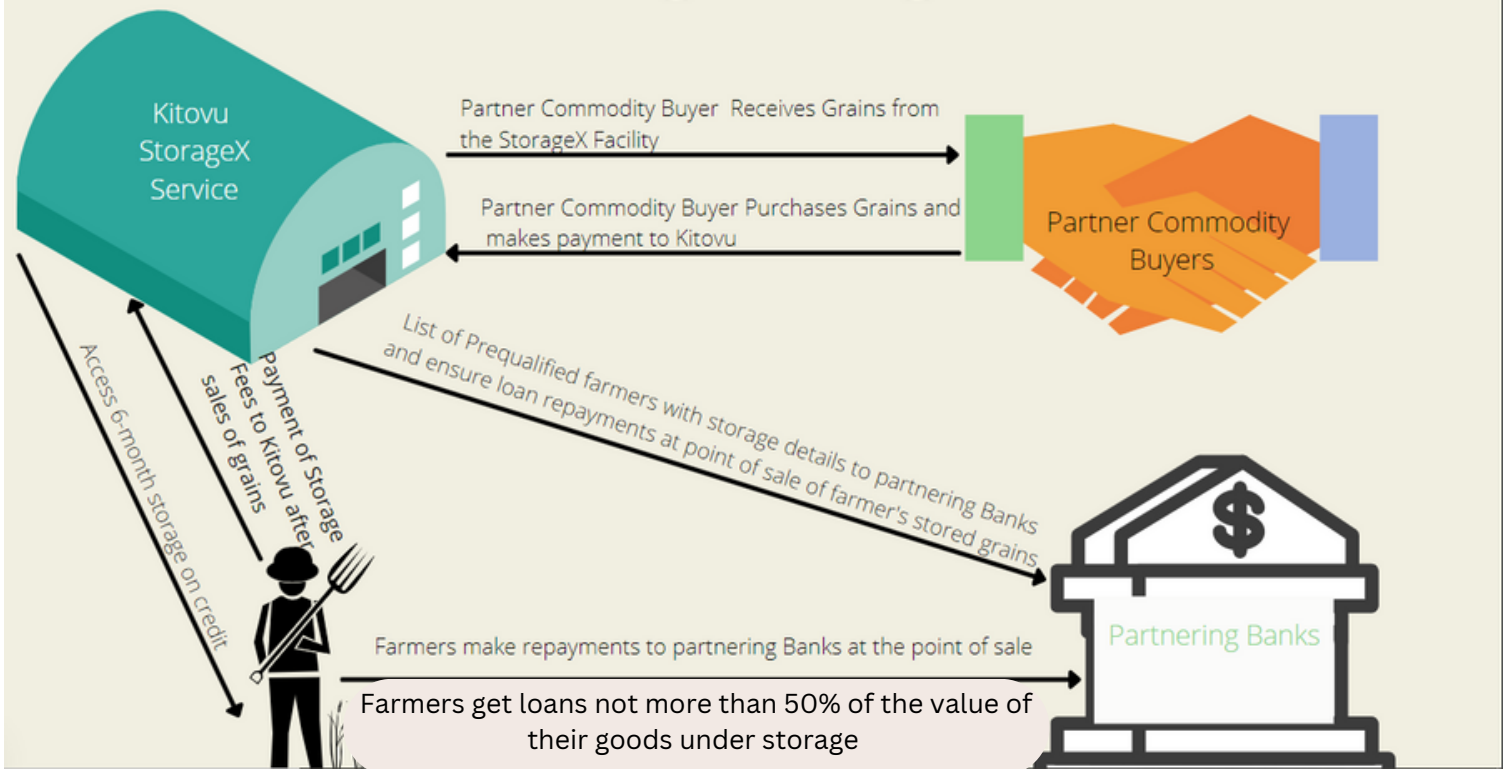 Kitovu
StorageX
Service
Partner Commodity Buyer Receives Grains from
the StorageX Facility
Partner Commodity Buyer Purchases Grains and
makes payment to Kitovu
Partner Commodity
Buyers
List of Prequalified farmers with storage details to partnering Banks
and ensure loan repayments at point of sale of farmer's stored grains
Access 6-month storage on credit
Payment of Storage
Fees to Kitovu after
sales of grains
$
Partnering Banks
Farmers make repayments to partnering Banks at the point of sale
Farmers get loans not more than 50% of the value of
their goods under storage